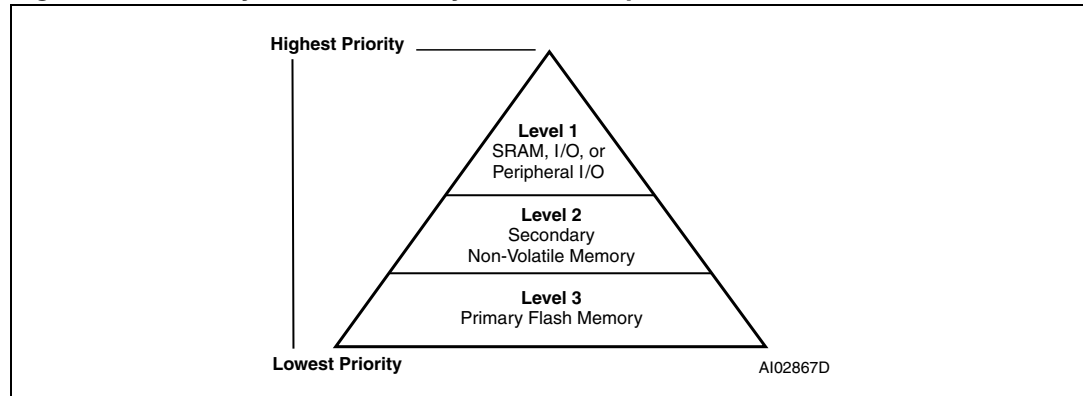 Highest Priority
Level 1
SRAM, I/O, or
Peripheral I/O
Level 2
Secondary
Non-Volatile Memory
Level 3
Primary Flash Memory
Lowest Priority
AI02867D